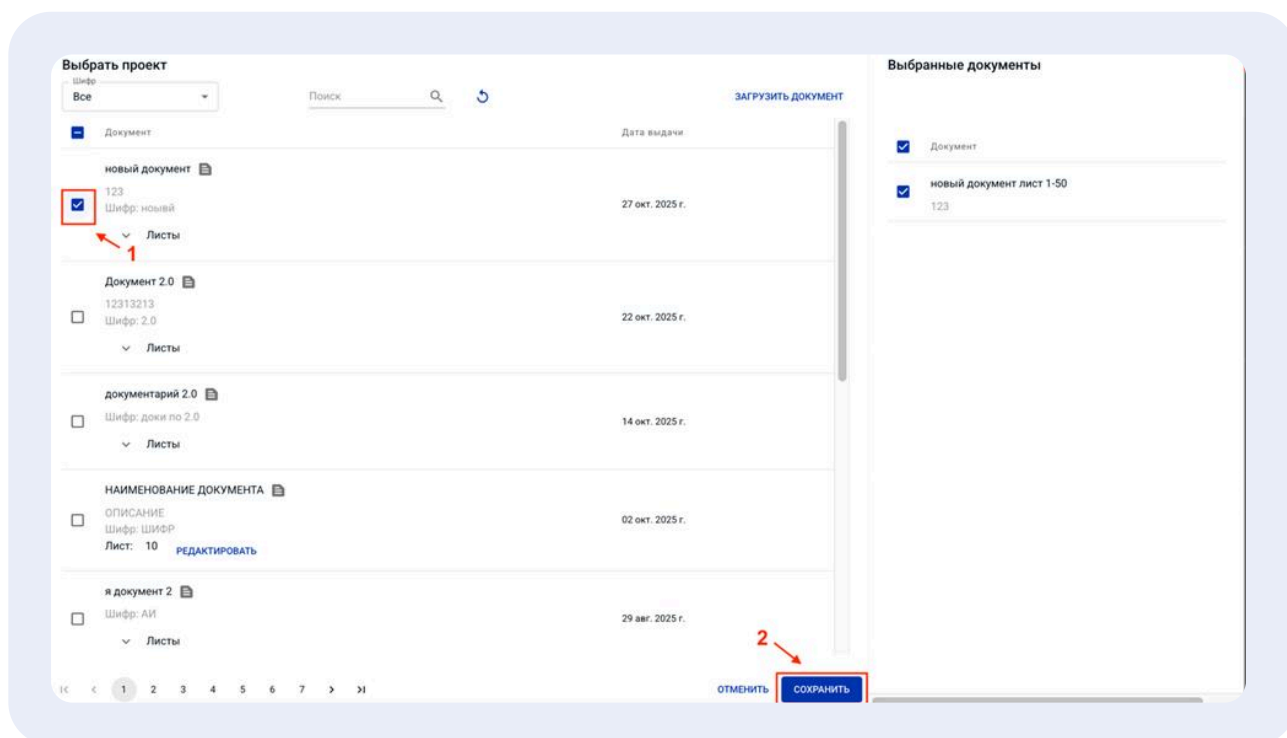 Выбрать проект
Шифр
Все
Поиск
ЗАГРУЗИТЬ ДОКУМЕНТ
Документ
Дата выдачи
новый документ
123
Шифр: ноывй
27 окт. 2025 г.
Листы
1
Документ 2.0
12313213
Шифр: 2.0
22 окт. 2025 г.
Листы
документарий 2.0
Шифр: доки по 2.0
14 окт. 2025 г.
Листы
НАИМЕНОВАНИЕ ДОКУМЕНТА
ОПИСАНИЕ
Шифр: ШИФР
02 окт. 2025 г.
Лист: 10 РЕДАКТИРОВАТЬ
я документ 2
Шифр: АИ
29 авг. 2025 г.
Листы
2
1 2 3 4 5 6 7
ОТМЕНИТЬ СОХРАНИТЬ
Выбранные документы
Документ
новый документ лист 1-50
123